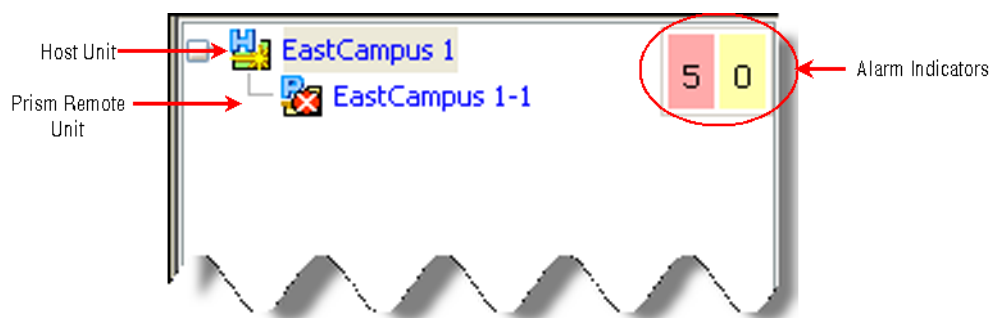 Host Unit
H
EastCampus 1
5 0
Alarm Indicators
Prism Remote
Unit
P
EastCampus 1-1